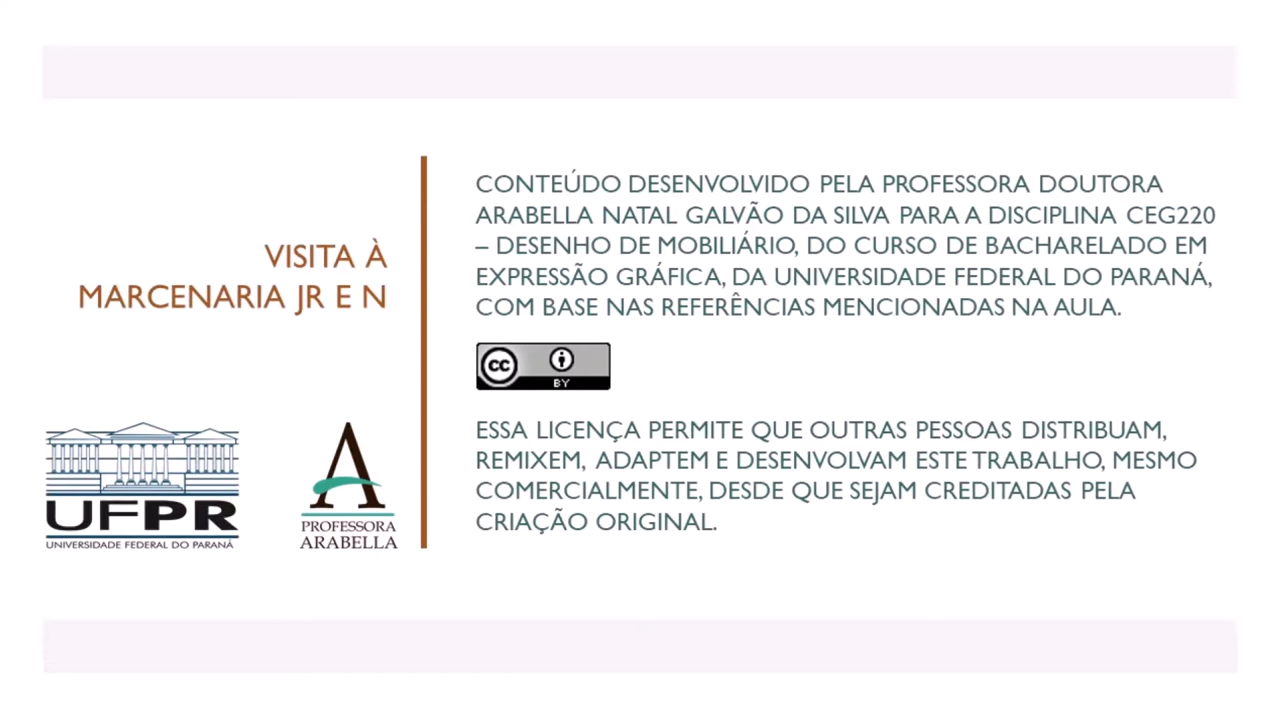 VISITA À
MARCENARIA JR E N
UFPR
UNIVERSIDADE FEDERAL DO PARANÁ
A
PROFESSORA
ARABELLA
CONTEÚDO DESENVOLVIDO PELA PROFESSORA DOUTORA
ARABELLA NATAL GALVÃO DA SILVA PARA A DISCIPLINA CEG220
– DESENHO DE MOBILIÁRIO, DO CURSO DE BACHARELADO EM
EXPRESSÃO GRÁFICA, DA UNIVERSIDADE FEDERAL DO PARANÁ,
COM BASE NAS REFERÊNCIAS MENCIONADAS NA AULA.
cc
BY
ESSA LICENÇA PERMITE QUE OUTRAS PESSOAS DISTRIBUAM,
REMIXEM, ADAPTEM E DESENVOLVAM ESTE TRABALHO, MESMO
COMERCIALMENTE, DESDE QUE SEJAM CREDITADAS PELA
CRIAÇÃO ORIGINAL.